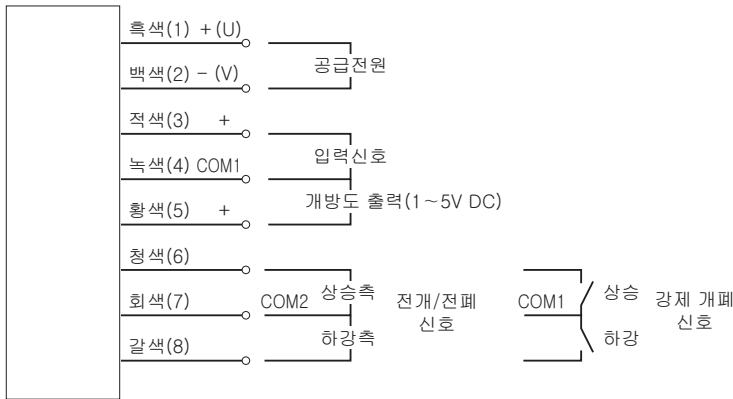 흑색(1) +(U)
공급전원
백색(2) - (V)
적색(3) +
입력신호
녹색(4) COM1
개방도 출력(1~5V DC)
황색(5) +
청색(6)
회색(7) COM2 상승측 전개/전폐 신호 COM1 상승 강제 개폐 신호
하강측 하강
갈색(8)